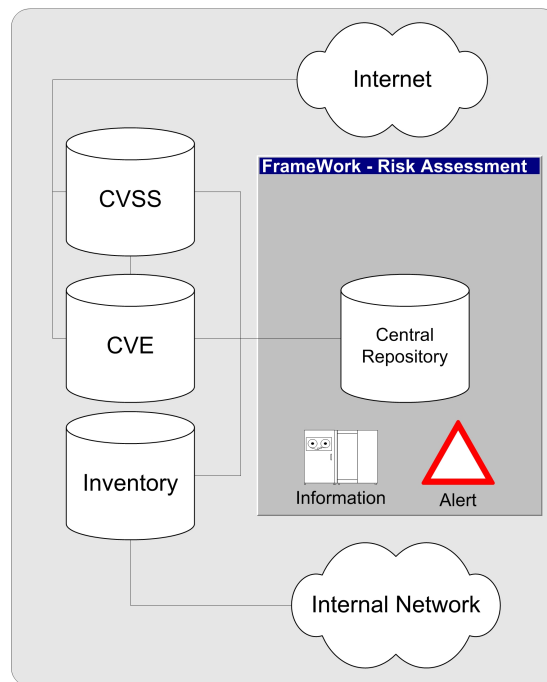 Internet
CVSS
FrameWork - Risk Assessment
CVE
Central
Repository
Inventory
Information
Alert
Internal Network